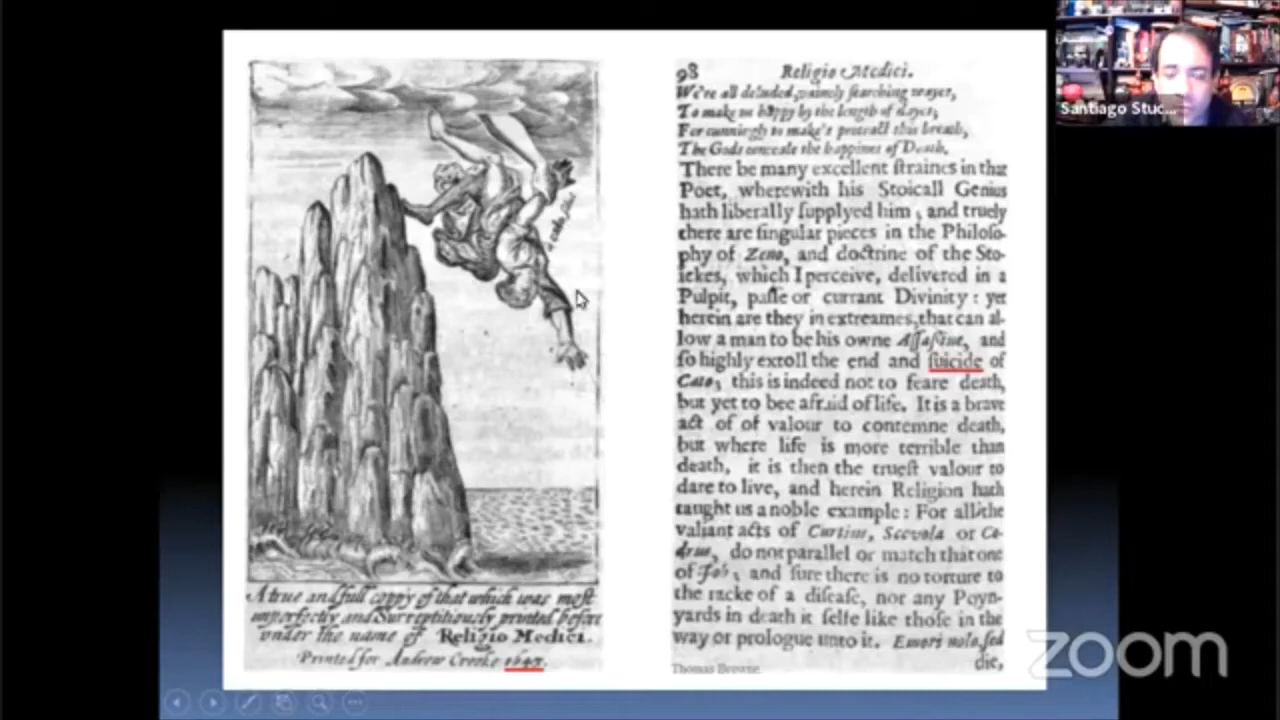 Santiago Stuc...
à cœlo salus
A true and full coppy of that which was most
imperfectly and Surreptitiously printed before
vnder the name of Religio Medici.
Printed for Andrew Crooke 1643.
98 Religio Medici.
We're all deluded, vainely searching wayes,
To make us happy by the length of dayes;
For cunningly to make's protract this breath,
The Gods conceale the happines of Death.
There be many excellent ſtraines in that
Poet, wherewith his Stoicall Genius
hath liberally ſupplyed him; and truely
there are ſingular pieces in the Philoſo-
phy of Zeno, and doctrine of the Sto-
ickes, which I perceive, delivered in a
Pulpit, paſſe or currant Divinity: yet
herein are they in extreames, that can al-
low a man to be his owne Aſſaſsine, and
ſo highly extoll the end and ſuicide of
Cato; this is indeed not to feare death,
but yet to bee afraid of life. It is a brave
act of of valour to contemne death,
but where life is more terrible than
death, it is then the trueſt valour to
dare to live, and herein Religion hath
taught us a noble example: For all the
valiant acts of Curtius, Scevola or Co-
drus, do not parallel or match that one
of Job; and ſure there is no torture to
the racke of a diſeaſe, nor any Poyn-
yards in death it ſelfe like thoſe in the
way or prologue unto it. Emori nolo, ſed
die,
Thomas Browne.
zoom